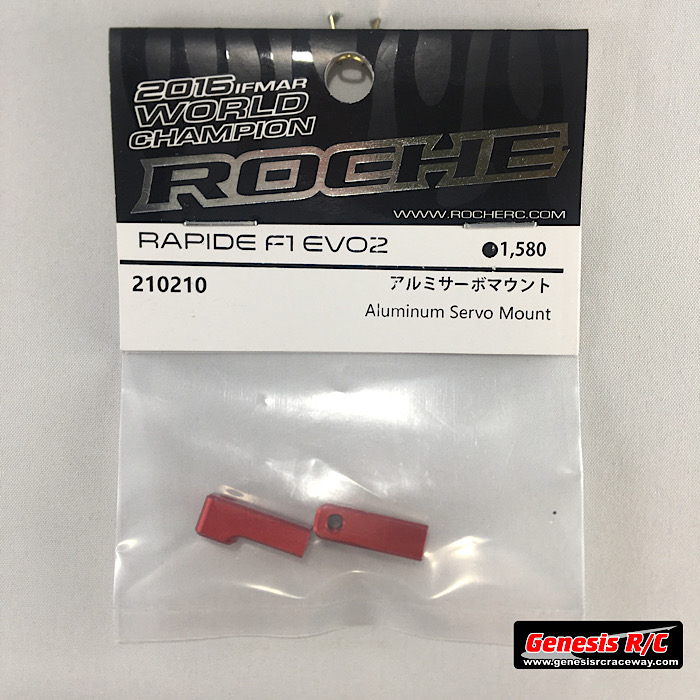 2016 IFMAR
WORLD
CHAMPION
ROCHE
WWW.ROCHERC.COM
RAPIDE F1 EVO2
●1,580
210210
アルミサーボマウント
Aluminum Servo Mount
Genesis R/C
www.genesisrcraceway.com